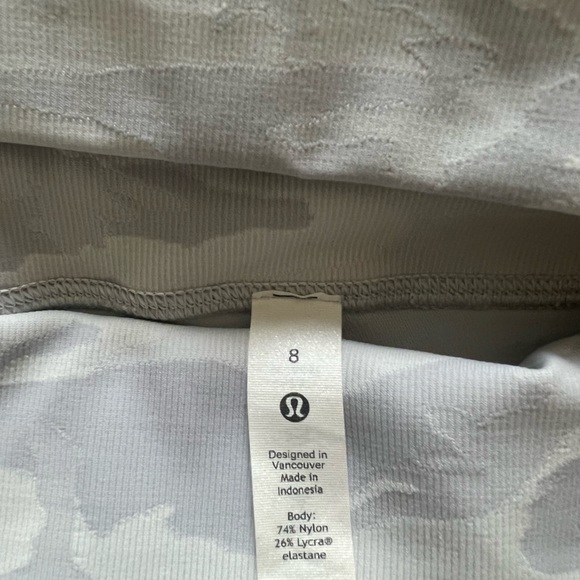 8
Designed in
Vancouver
Made in
Indonesia
Body:
74% Nylon
26% Lycra®
elastane